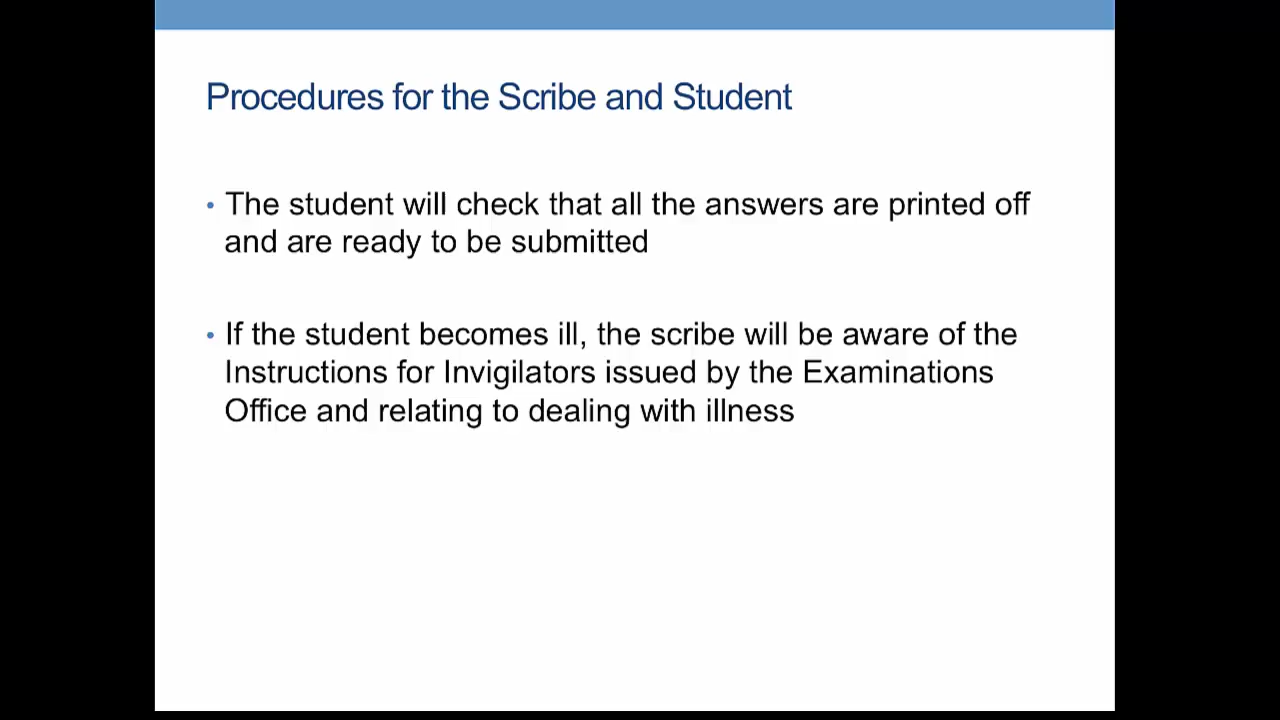 Procedures for the Scribe and Student
• The student will check that all the answers are printed off
and are ready to be submitted
• If the student becomes ill, the scribe will be aware of the
Instructions for Invigilators issued by the Examinations
Office and relating to dealing with illness